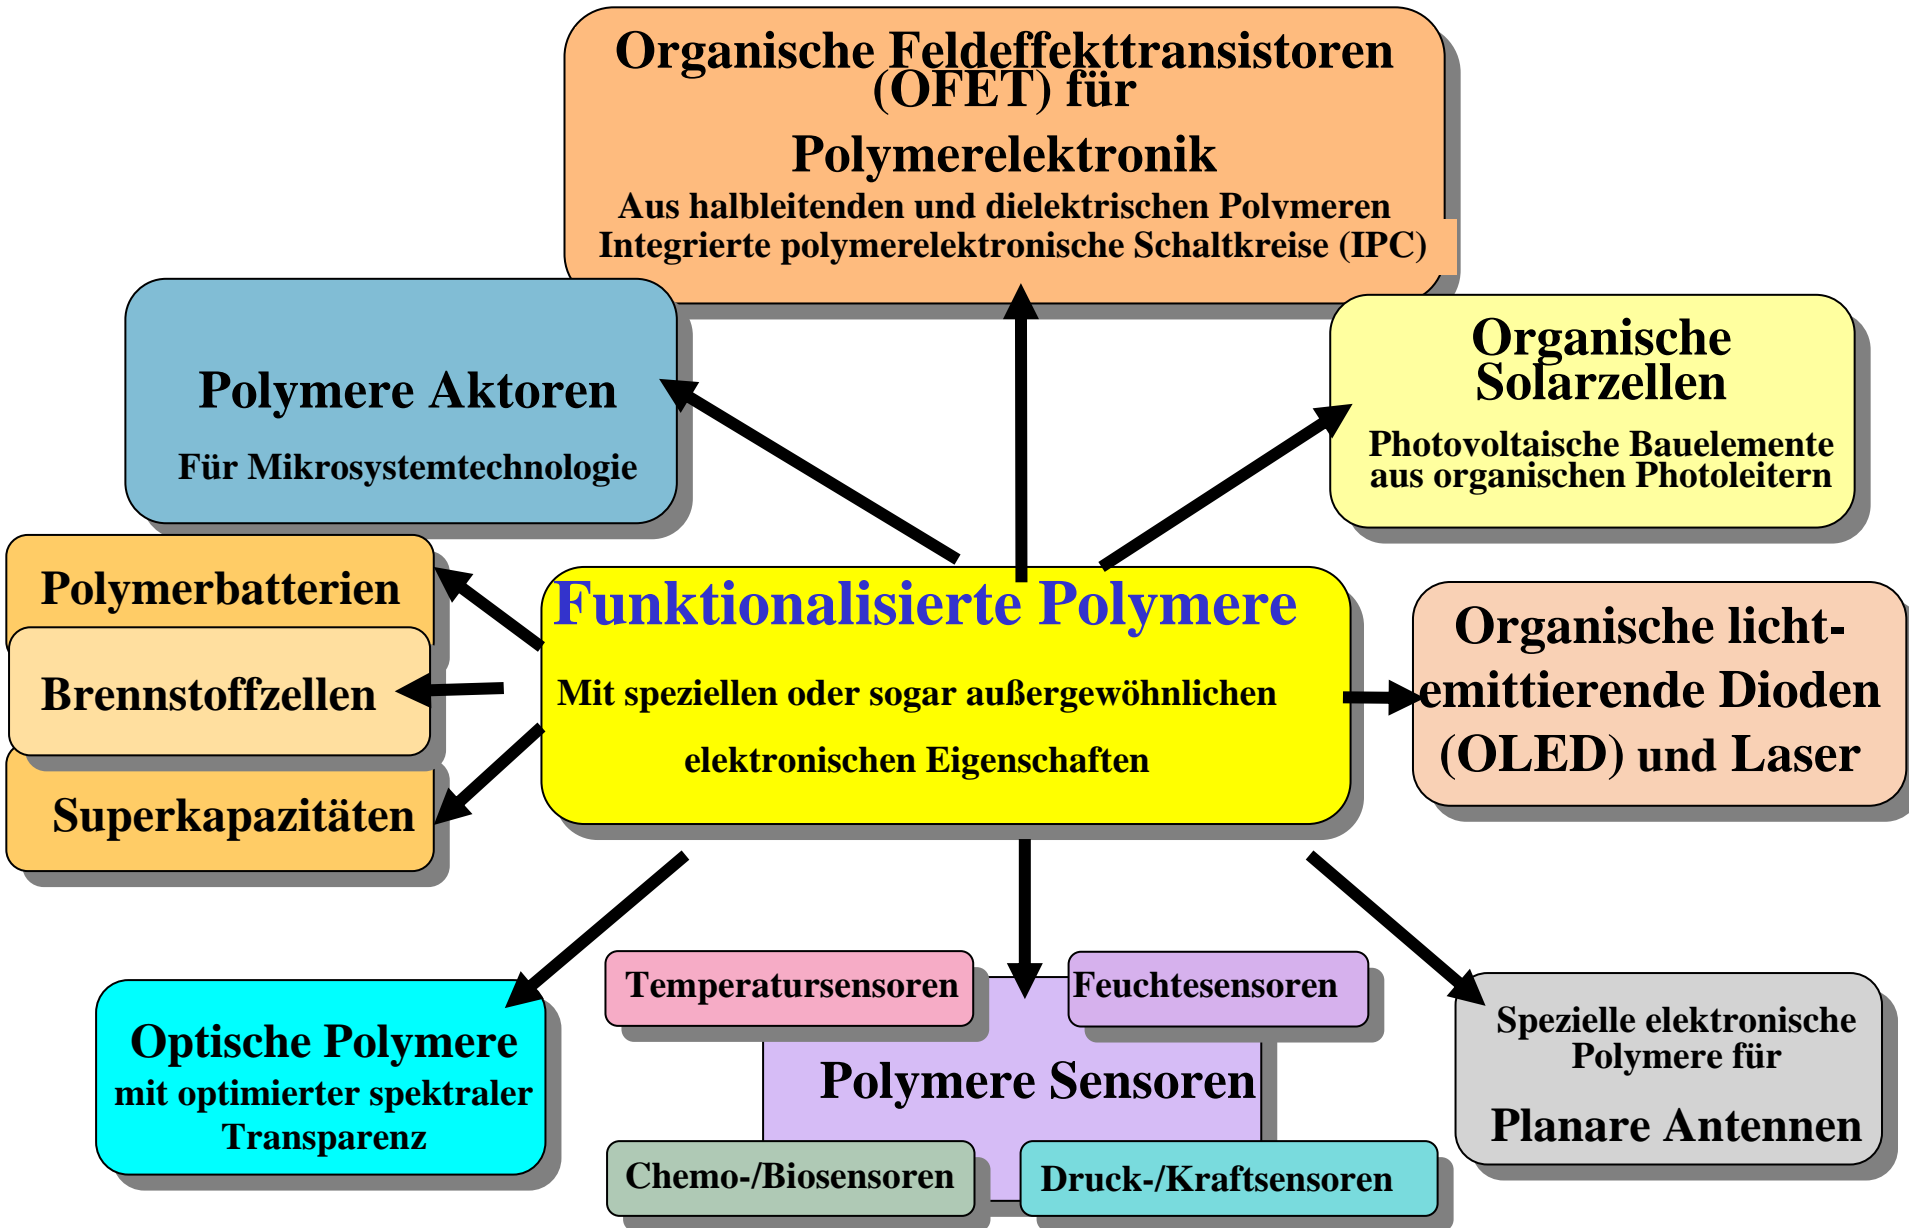 Organische Feldeffekttransistoren
(OFET) für
Polymerelektronik
Aus halbleitenden und dielektrischen Polymeren
Integrierte polymerelektronische Schaltkreise (IPC)
Polymere Aktoren
Für Mikrosystemtechnologie
Organische
Solarzellen
Photovoltaische Bauelemente
aus organischen Photoleitern
Polymerbatterien
Brennstoffzellen
Superkapazitäten
Funktionalisierte Polymere
Mit speziellen oder sogar außergewöhnlichen
elektronischen Eigenschaften
Organische licht-
emittierende Dioden
(OLED) und Laser
Optische Polymere
mit optimierter spektraler
Transparenz
Temperatursensoren
Feuchtesensoren
Polymere Sensoren
Chemo-/Biosensoren
Druck-/Kraftsensoren
Spezielle elektronische
Polymere für
Planare Antennen